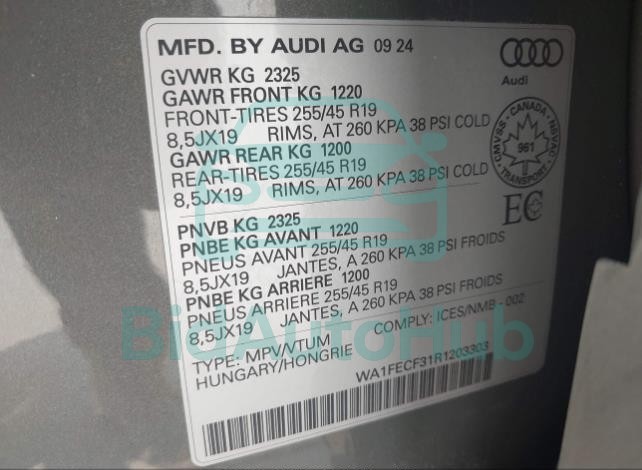 MFD. BY AUDI AG 09 24
Audi
GVWR KG 2325
GAWR FRONT KG 1220
FRONT-TIRES 255/45 R19
8,5JX19 RIMS, AT 260 KPA 38 PSI COLD
GAWR REAR KG 1200
REAR-TIRES 255/45 R19
8,5JX19 RIMS, AT 260 KPA 38 PSI COLD
CMVSS - CANADA - NSVAC
961
TRANSPORT
EC
PNVB KG 2325
PNBE KG AVANT 1220
PNEUS AVANT 255/45 R19
8,5JX19 JANTES, A 260 KPA 38 PSI FROIDS
PNBE KG ARRIERE 1200
PNEUS ARRIERE 255/45 R19
8,5JX19 JANTES, A 260 KPA 38 PSI FROIDS
TYPE: MPV/VTUM COMPLY: ICES/NMB - 002
HUNGARY/HONGRIE
WA1FECF31R1203303
BidAutoHub